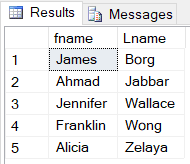 Results Messages
fname Lname
1 James Borg
2 Ahmad Jabbar
3 Jennifer Wallace
4 Franklin Wong
5 Alicia Zelaya